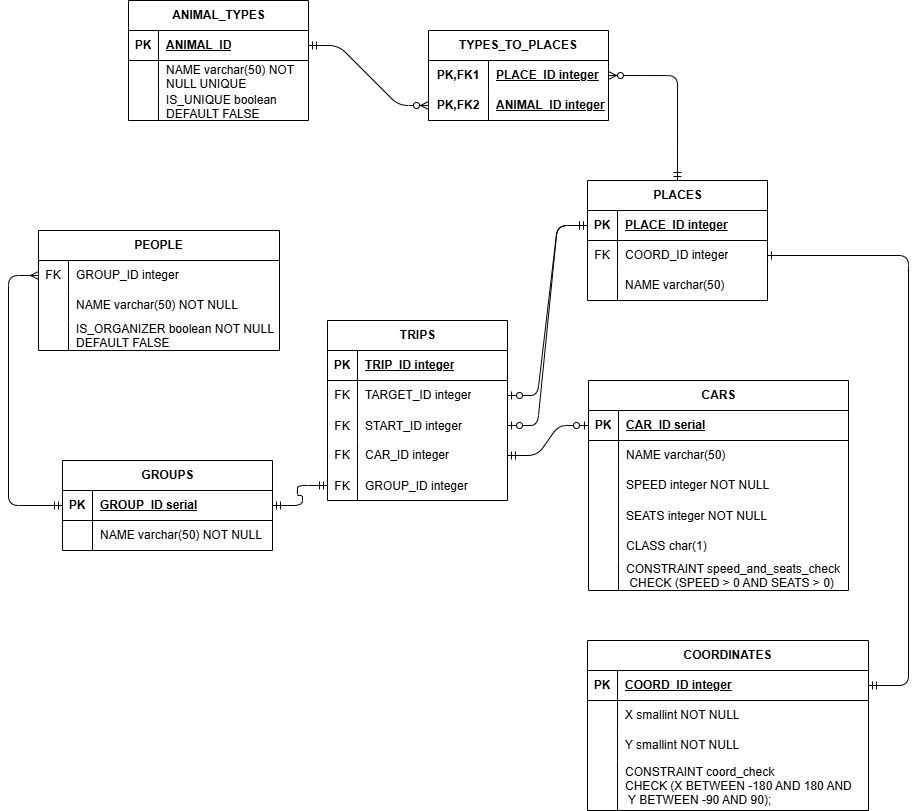 ANIMAL_TYPES
PK ANIMAL_ID
NAME varchar(50) NOT
NULL UNIQUE
IS_UNIQUE boolean
DEFAULT FALSE
TYPES_TO_PLACES
PK,FK1 PLACE_ID integer
PK,FK2 ANIMAL_ID integer
PLACES
PK PLACE_ID integer
FK COORD_ID integer
NAME varchar(50)
PEOPLE
FK GROUP_ID integer
NAME varchar(50) NOT NULL
IS_ORGANIZER boolean NOT NULL
DEFAULT FALSE
TRIPS
PK TRIP_ID integer
FK TARGET_ID integer
FK START_ID integer
FK CAR_ID integer
FK GROUP_ID integer
CARS
PK CAR_ID serial
NAME varchar(50)
SPEED integer NOT NULL
SEATS integer NOT NULL
CLASS char(1)
CONSTRAINT speed_and_seats_check
CHECK (SPEED > 0 AND SEATS > 0)
GROUPS
PK GROUP_ID serial
NAME varchar(50) NOT NULL
COORDINATES
PK COORD_ID integer
X smallint NOT NULL
Y smallint NOT NULL
CONSTRAINT coord_check
CHECK (X BETWEEN -180 AND 180 AND
Y BETWEEN -90 AND 90);